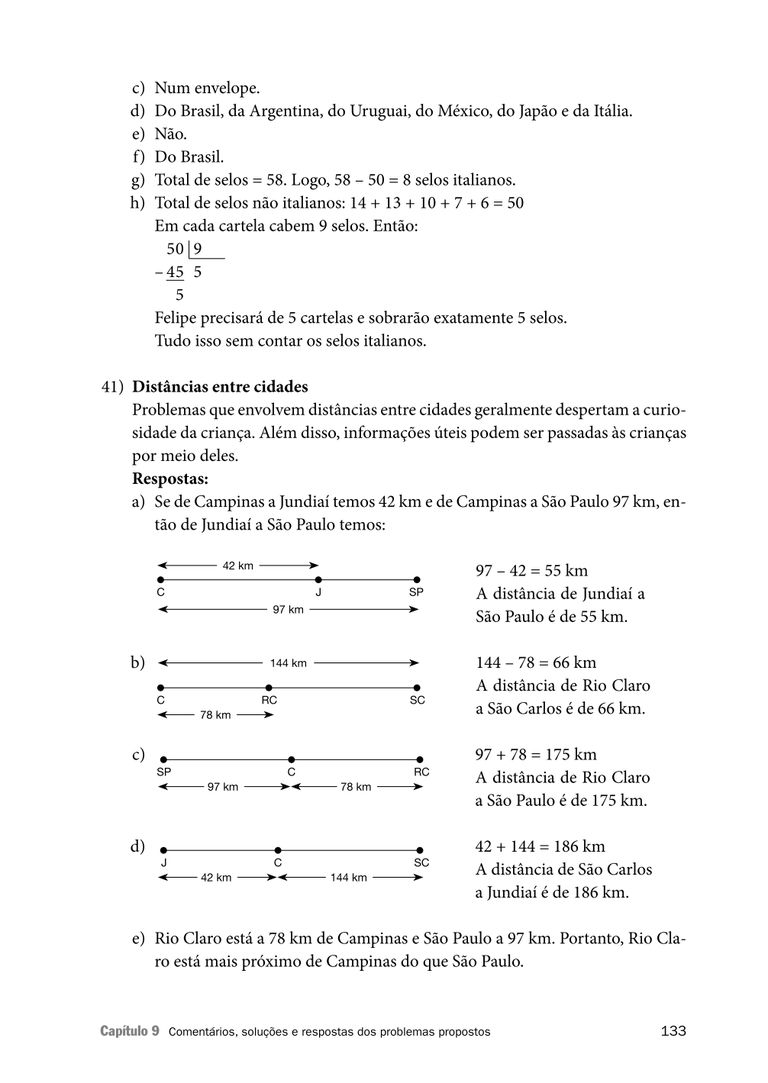 c) Num envelope.
d) Do Brasil, da Argentina, do Uruguai, do México, do Japão e da Itália.
e) Não.
f) Do Brasil.
g) Total de selos = 58. Logo, 58 – 50 = 8 selos italianos.
h) Total de selos não italianos: 14 + 13 + 10 + 7 + 6 = 50
Em cada cartela cabem 9 selos. Então:
50 9
– 45 5
5
Felipe precisará de 5 cartelas e sobrarão exatamente 5 selos.
Tudo isso sem contar os selos italianos.
41) Distâncias entre cidades
Problemas que envolvem distâncias entre cidades geralmente despertam a curio-
sidade da criança. Além disso, informações úteis podem ser passadas às crianças
por meio deles.
Respostas:
a) Se de Campinas a Jundiaí temos 42 km e de Campinas a São Paulo 97 km, en-
tão de Jundiaí a São Paulo temos:
42 km
C J SP
97 km
97 – 42 = 55 km
A distância de Jundiaí a
São Paulo é de 55 km.
b) 144 km
C RC SC
78 km
144 – 78 = 66 km
A distância de Rio Claro
a São Carlos é de 66 km.
c)
SP C RC
97 km 78 km
97 + 78 = 175 km
A distância de Rio Claro
a São Paulo é de 175 km.
d)
J C SC
42 km 144 km
42 + 144 = 186 km
A distância de São Carlos
a Jundiaí é de 186 km.
e) Rio Claro está a 78 km de Campinas e São Paulo a 97 km. Portanto, Rio Cla-
ro está mais próximo de Campinas do que São Paulo.
Capítulo 9 Comentários, soluções e respostas dos problemas propostos 133